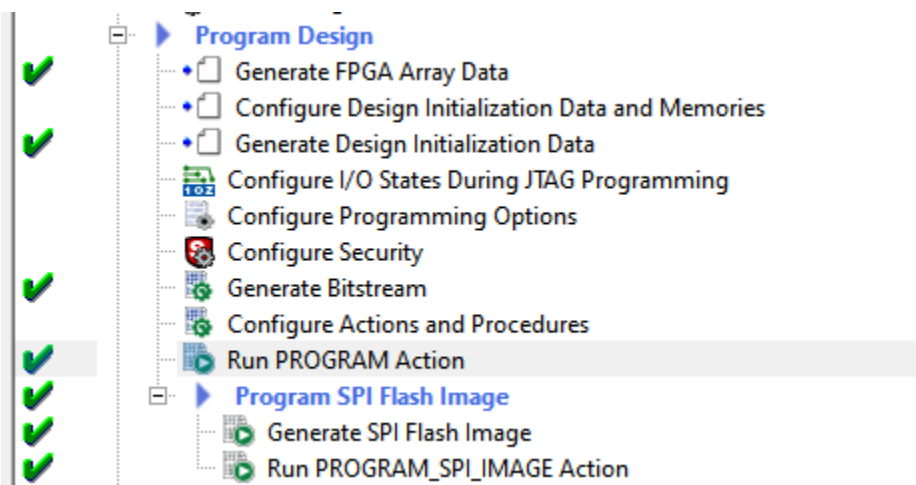 Program Design
Generate FPGA Array Data
Configure Design Initialization Data and Memories
Generate Design Initialization Data
Configure I/O States During JTAG Programming
Configure Programming Options
Configure Security
Generate Bitstream
Configure Actions and Procedures
Run PROGRAM Action
Program SPI Flash Image
Generate SPI Flash Image
Run PROGRAM_SPI_IMAGE Action